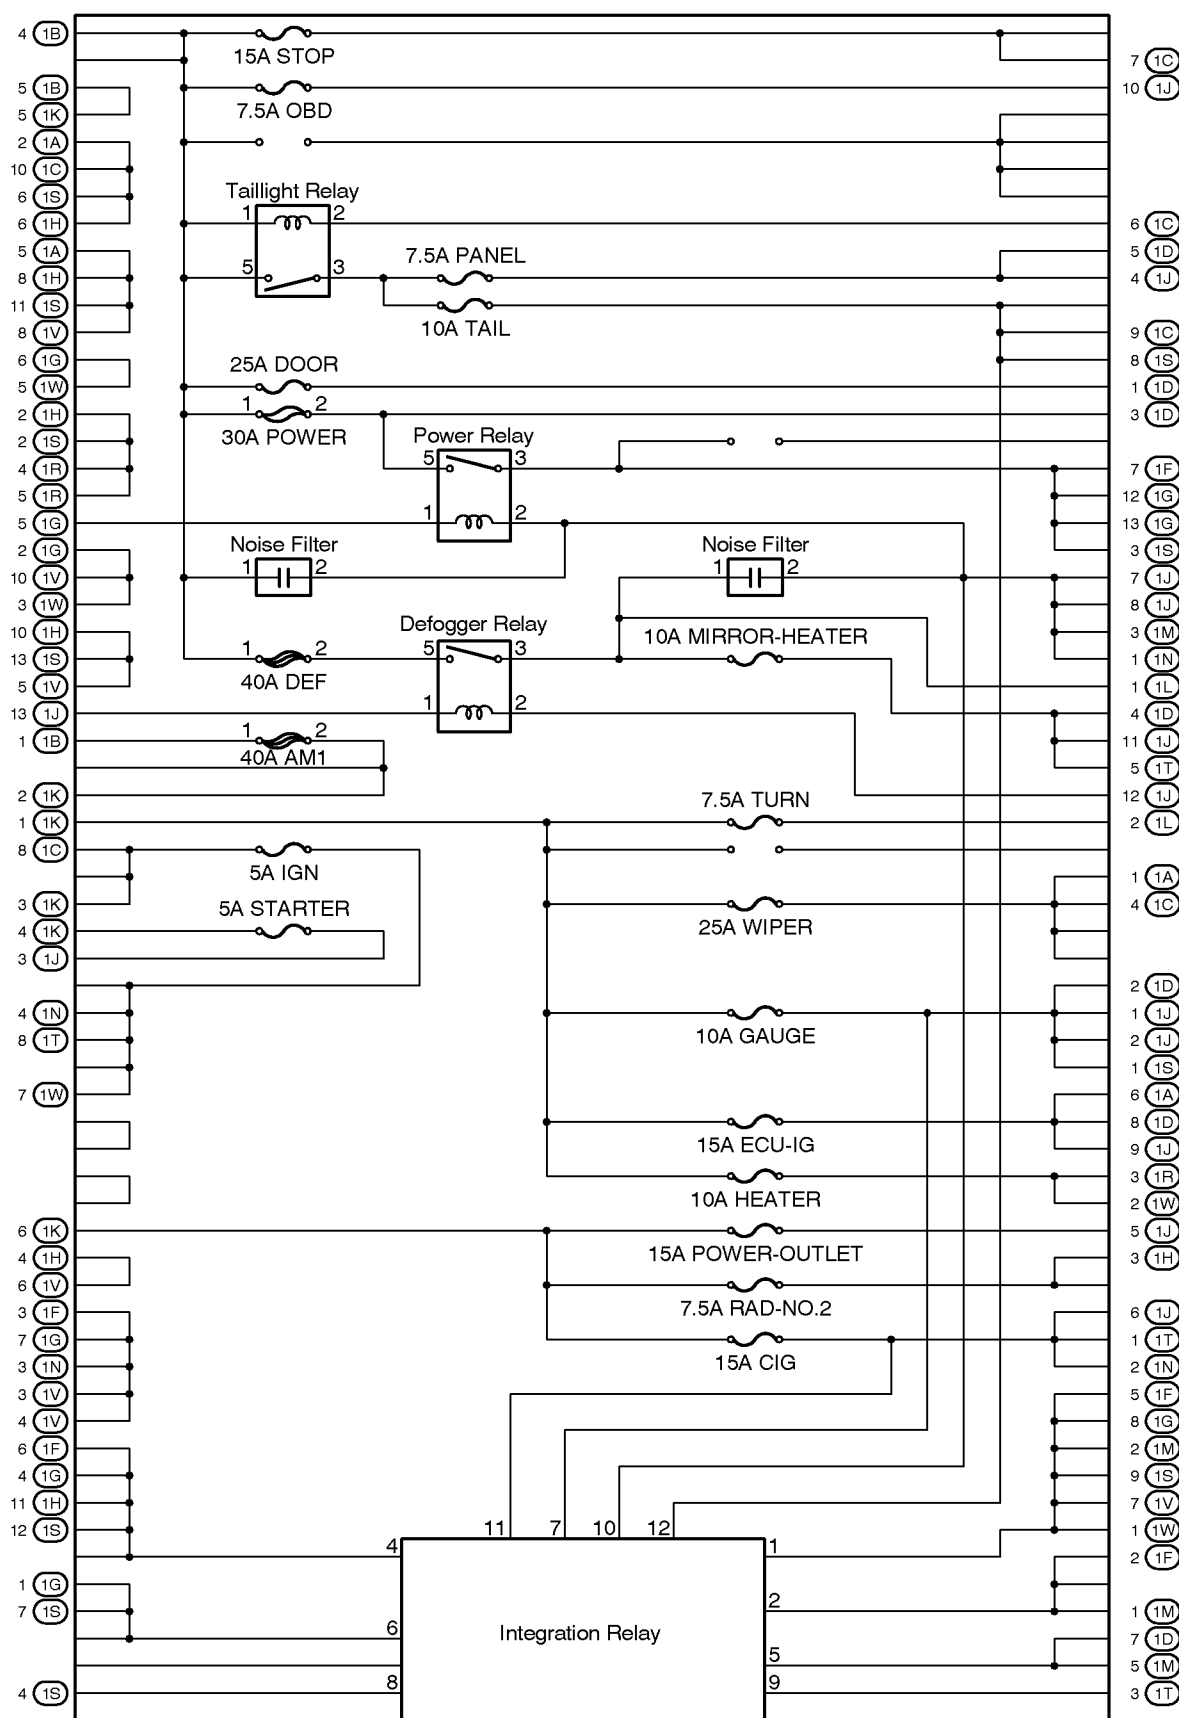 4 1B
15A STOP
7 1C
5 1B
7.5A OBD
10 1J
5 1K
2 1A
10 1C
Taillight Relay
6 1S
1 2
6 1H
6 1C
5 1A
7.5A PANEL
5 1D
8 1H
5 3
4 1J
11 1S
10A TAIL
8 1V
9 1C
6 1G
25A DOOR
8 1S
5 1W
1 1D
2 1H
1 2
3 1D
30A POWER
Power Relay
2 1S
4 1R
5 3
7 1F
5 1R
12 1G
5 1G
1 2
13 1G
2 1G
Noise Filter
Noise Filter
3 1S
10 1V
1 2
1 2
7 1J
3 1W
8 1J
10 1H
Defogger Relay
10A MIRROR-HEATER
3 1M
13 1S
1 2
5 3
1 1N
40A DEF
5 1V
1 1L
13 1J
1 2
4 1D
1 1B
1 2
11 1J
40A AM1
5 1T
2 1K
7.5A TURN
12 1J
1 1K
2 1L
8 1C
5A IGN
1 1A
3 1K
5A STARTER
25A WIPER
4 1C
4 1K
3 1J
2 1D
4 1N
10A GAUGE
1 1J
8 1T
2 1J
1 1S
7 1W
6 1A
15A ECU-IG
8 1D
9 1J
10A HEATER
3 1R
2 1W
6 1K
15A POWER-OUTLET
5 1J
4 1H
3 1H
6 1V
7.5A RAD-NO.2
3 1F
6 1J
7 1G
15A CIG
1 1T
3 1N
2 1N
3 1V
5 1F
4 1V
8 1G
6 1F
2 1M
4 1G
9 1S
11 1H
7 1V
12 1S
11 7 10 12
1 1W
4
1
2 1F
1 1G
7 1S
2
1 1M
6
Integration Relay
7 1D
5
5 1M
4 1S
8
9
3 1T